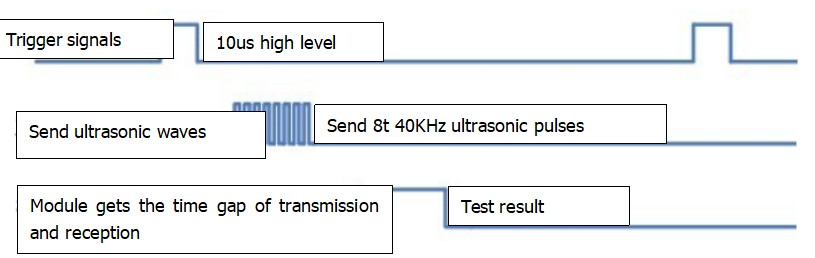 Trigger signals
10us high level
Send ultrasonic waves
Send 8t 40KHz ultrasonic pulses
Module gets the time gap of transmission
and reception
Test result